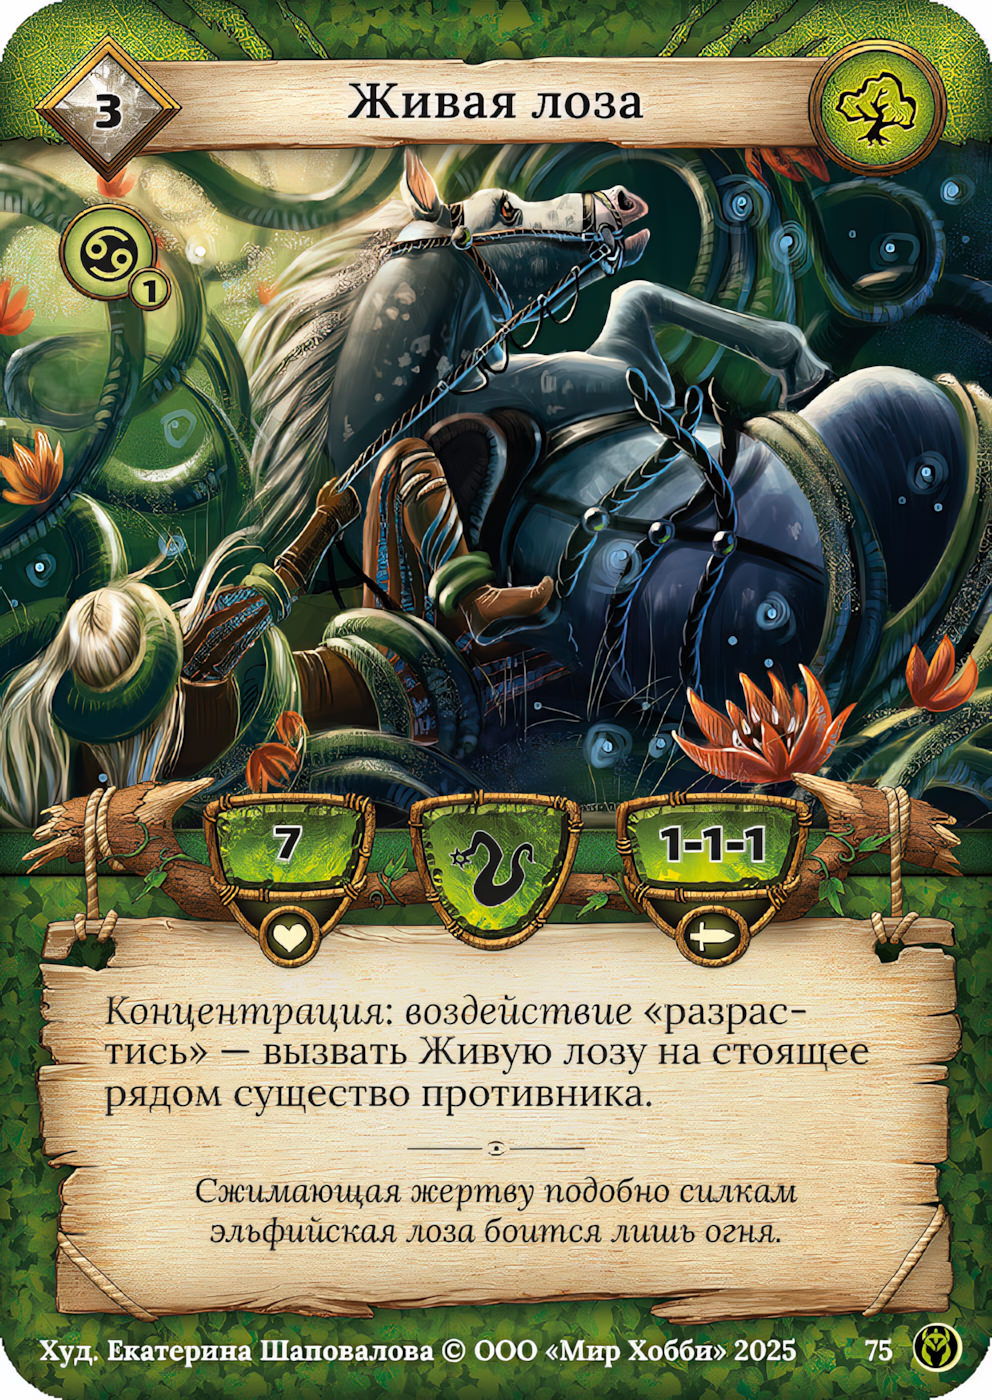 3
Живая лоза
1
7
1-1-1
Концентрация: воздействие «разрас-
тись» — вызвать Живую лозу на стоящее
рядом существо противника.
Сжимающая жертву подобно силкам
эльфийская лоза боится лишь огня.
Худ. Екатерина Шаповалова © ООО «Мир Хобби» 2025 75